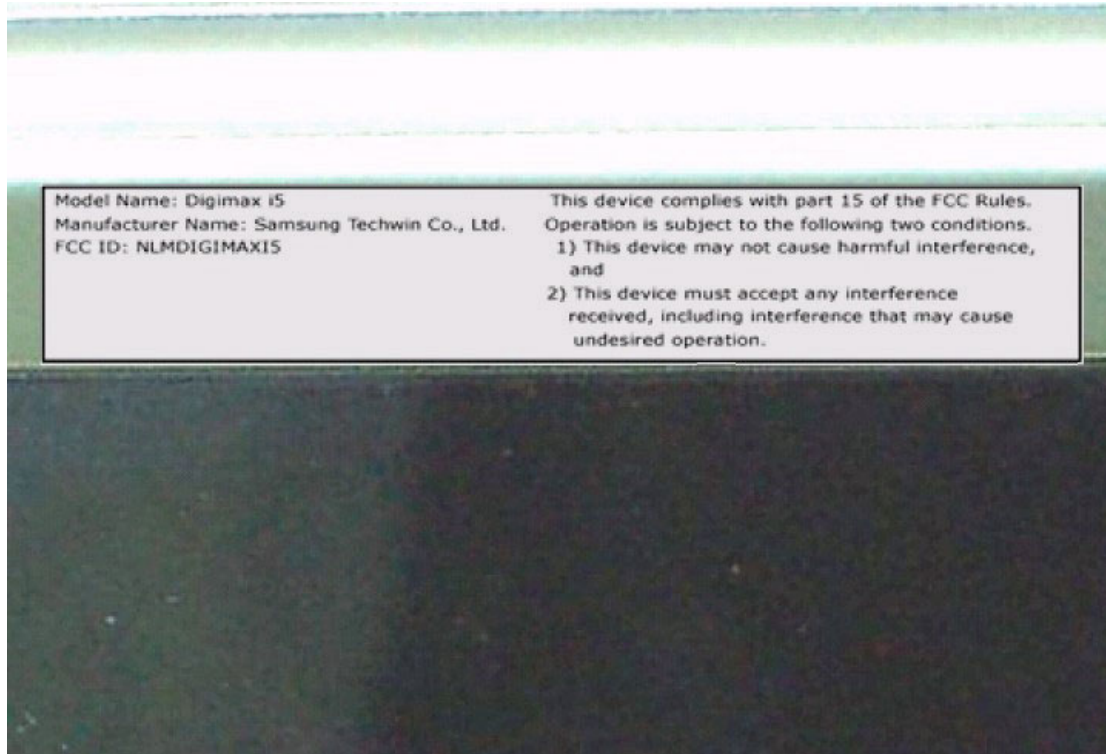 Model Name: Digimax i5
Manufacturer Name: Samsung Techwin Co., Ltd.
FCC ID: NLMDIGIMAXI5
This device complies with part 15 of the FCC Rules.
Operation is subject to the following two conditions.
1) This device may not cause harmful interference,
and
2) This device must accept any interference
received, including interference that may cause
undesired operation.